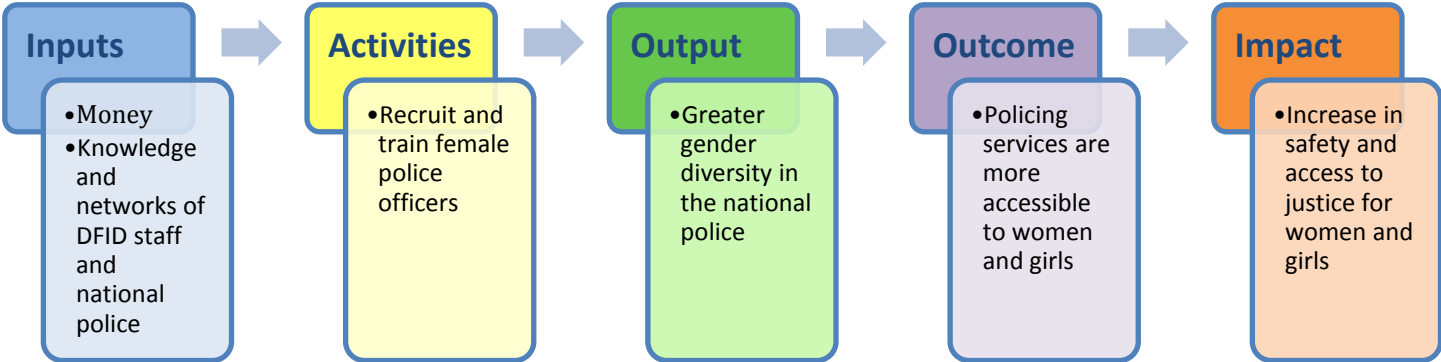 Inputs
•Money
•Knowledge
and
networks of
DFID staff
and
national
police
Activities
•Recruit and
train female
police
officers
Output
•Greater
gender
diversity in
the national
police
Outcome
•Policing
services are
more
accessible
to women
and girls
Impact
•Increase in
safety and
access to
justice for
women and
girls